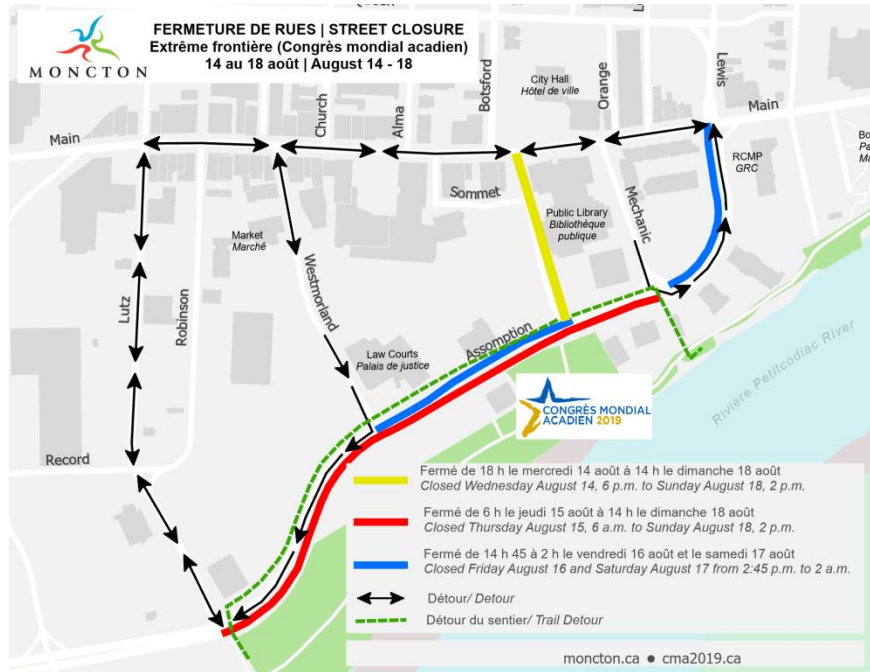 Queen
MONCTON
FERMETURE DE RUES | STREET CLOSURE
Extrême frontière (Congrès mondial acadien)
14 au 18 août | August 14 - 18
Church
Alma
Botsford
City Hall
Hôtel de ville
Orange
Lewis
Main
Main
RCMP
GRC
Bo
Pa
Mu
Sommet
Public Library
Bibliothèque
publique
Mechanic
Market
Marché
Westmorland
Lutz
Robinson
Law Courts
Palais de justice
Assomption
Rivière Petitcodiac River
CONGRÈS MONDIAL
ACADIEN 2019
Record
Fermé de 18 h le mercredi 14 août à 14 h le dimanche 18 août
Closed Wednesday August 14, 6 p.m. to Sunday August 18, 2 p.m.
Fermé de 6 h le jeudi 15 août à 14 h le dimanche 18 août
Closed Thursday August 15, 6 a.m. to Sunday August 18, 2 p.m.
Fermé de 14 h 45 à 2 h le vendredi 16 août et le samedi 17 août
Closed Friday August 16 and Saturday August 17 from 2:45 p.m. to 2 a.m.
Détour/ Detour
Détour du sentier/ Trail Detour
moncton.ca ● cma2019.ca